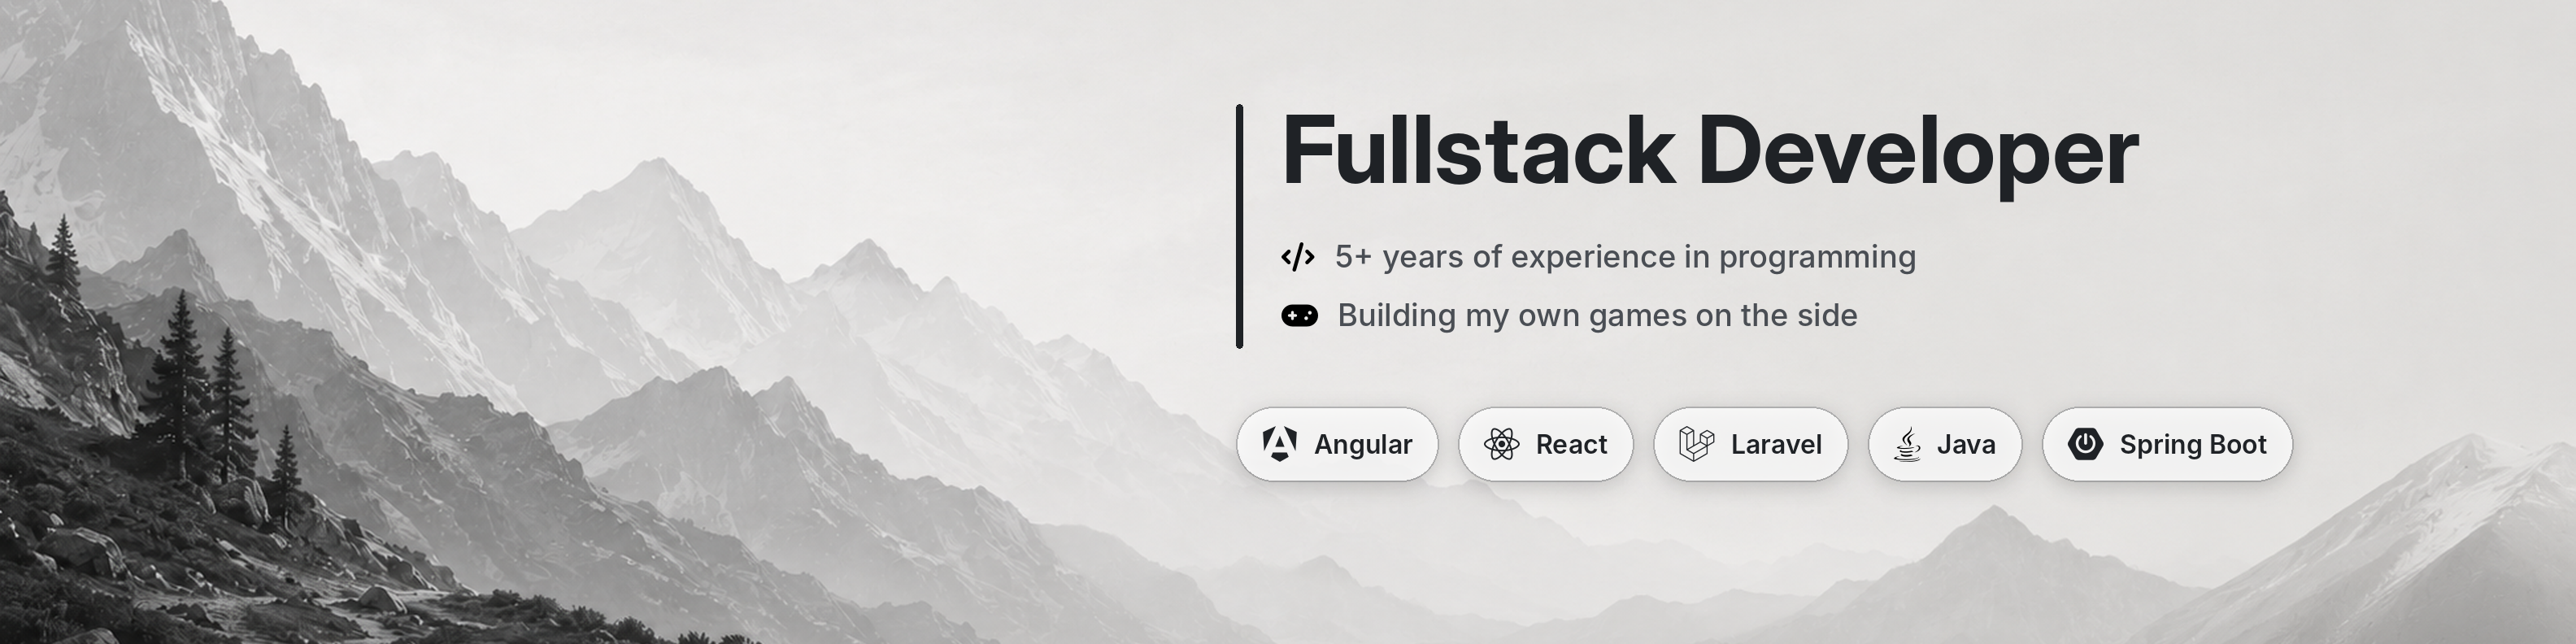 Fullstack Developer
5+ years of experience in programming
Building my own games on the side
Angular React Laravel Java Spring Boot